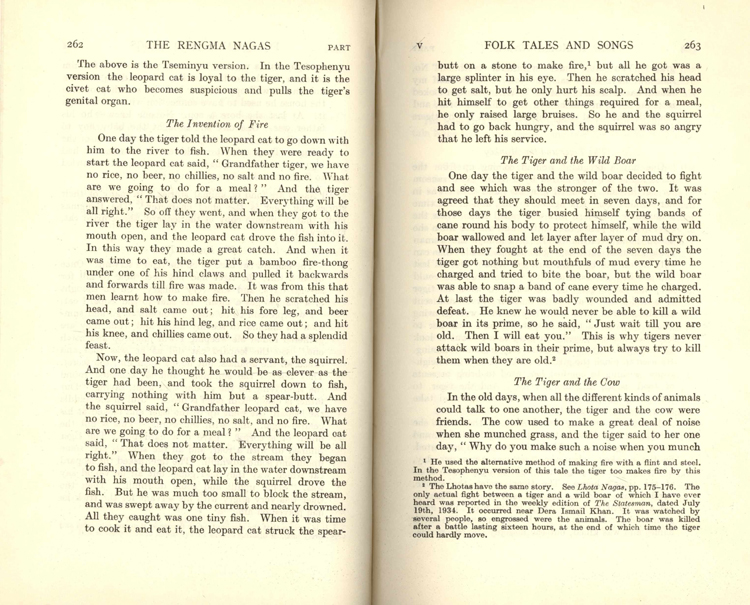 262 THE RENGMA NAGAS PART
The above is the Tseminyu version. In the Tesophenyu
version the leopard cat is loyal to the tiger, and it is the
civet cat who becomes suspicious and pulls the tiger's
genital organ.
The Invention of Fire
One day the tiger told the leopard cat to go down with
him to the river to fish. When they were ready to
start the leopard cat said, " Grandfather tiger, we have
no rice, no beer, no chillies, no salt and no fire. What
are we going to do for a meal ? " And the tiger
answered, " That does not matter. Everything will be
all right." So off they went, and when they got to the
river the tiger lay in the water downstream with his
mouth open, and the leopard cat drove the fish into it.
In this way they made a great catch. And when it
was time to eat, the tiger put a bamboo fire-thong
under one of his hind claws and pulled it backwards
and forwards till fire was made. It was from this that
men learnt how to make fire. Then he scratched his
head, and salt came out ; hit his fore leg, and beer
came out ; hit his hind leg, and rice came out ; and hit
his knee, and chillies came out. So they had a splendid
feast.
Now, the leopard cat also had a servant, the squirrel.
And one day he thought he would be as clever as the
tiger had been, and took the squirrel down to fish,
carrying nothing with him but a spear-butt. And
the squirrel said, " Grandfather leopard cat, we have
no rice, no beer, no chillies, no salt, and no fire. What
are we going to do for a meal ? " And the leopard cat
said, " That does not matter. Everything will be all
right." When they got to the stream they began
to fish, and the leopard cat lay in the water downstream
with his mouth open, while the squirrel drove the
fish. But he was much too small to block the stream,
and was swept away by the current and nearly drowned.
All they caught was one tiny fish. When it was time
to cook it and eat it, the leopard cat struck the spear-
V FOLK TALES AND SONGS 263
butt on a stone to make fire,¹ but all he got was a
large splinter in his eye. Then he scratched his head
to get salt, but he only hurt his scalp. And when he
hit himself to get other things required for a meal,
he only raised large bruises. So he and the squirrel
had to go back hungry, and the squirrel was so angry
that he left his service.
The Tiger and the Wild Boar
One day the tiger and the wild boar decided to fight
and see which was the stronger of the two. It was
agreed that they should meet in seven days, and for
those days the tiger busied himself tying bands of
cane round his body to protect himself, while the wild
boar wallowed and let layer after layer of mud dry on.
When they fought at the end of the seven days the
tiger got nothing but mouthfuls of mud every time he
charged and tried to bite the boar, but the wild boar
was able to snap a band of cane every time he charged.
At last the tiger was badly wounded and admitted
defeat. He knew he would never be able to kill a wild
boar in its prime, so he said, " Just wait till you are
old. Then I will eat you." This is why tigers never
attack wild boars in their prime, but always try to kill
them when they are old.²
The Tiger and the Cow
In the old days, when all the different kinds of animals
could talk to one another, the tiger and the cow were
friends. The cow used to make a great deal of noise
when she munched grass, and the tiger said to her one
day, " Why do you make such a noise when you munch
¹ He used the alternative method of making fire with a flint and steel.
In the Tesophenyu version of this tale the tiger too makes fire by this
method.
² The Lhotas have the same story. See Lhota Nagas, pp. 175-176. The
only actual fight between a tiger and a wild boar of which I have ever
heard was reported in the weekly edition of The Statesman, dated July
19th, 1934. It occurred near Dera Ismail Khan. It was watched by
several people, so engrossed were the animals. The boar was killed
after a battle lasting sixteen hours, at the end of which time the tiger
could hardly move.